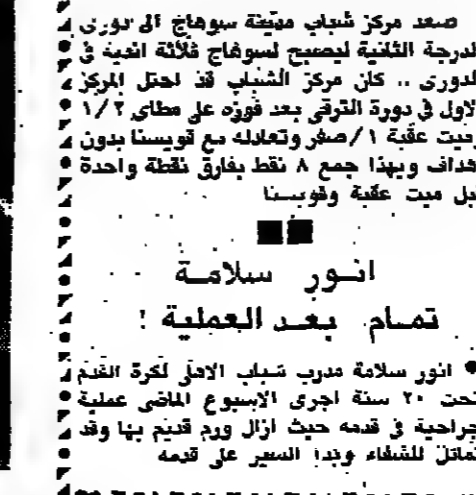 صعد مركز شباب مدينة سوهاج الى دورى
الدرجة الثانية ليصبح لسوهاج ثلاثة اندية فى
الدورى .. كان مركز الشباب قد احتل المركز
الاول فى دورة الترقى بعد فوزه على مطاى ١/٢
وميت عقبة ١/صفر وتعادله مع قويسنا بدون
اهداف وبهذا جمع ٨ نقط بفارق نقطة واحدة
قبل ميت عقبة وقويسنا
انور سلامة
تمام بعد العملية !
● انور سلامة مدرب شباب الاهلى لكرة القدم
تحت ٢٠ سنة اجرى الاسبوع الماضى عملية
جراحية فى قدمه حيث ازال ورم قديم بها وقد
تماثل للشفاء وبدا السير على قدمه